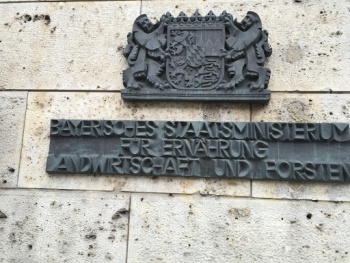 BAYERISCHES STAATSMINISTERIUM
FÜR ERNÄHRUNG
LANDWIRTSCHAFT UND FORSTEN